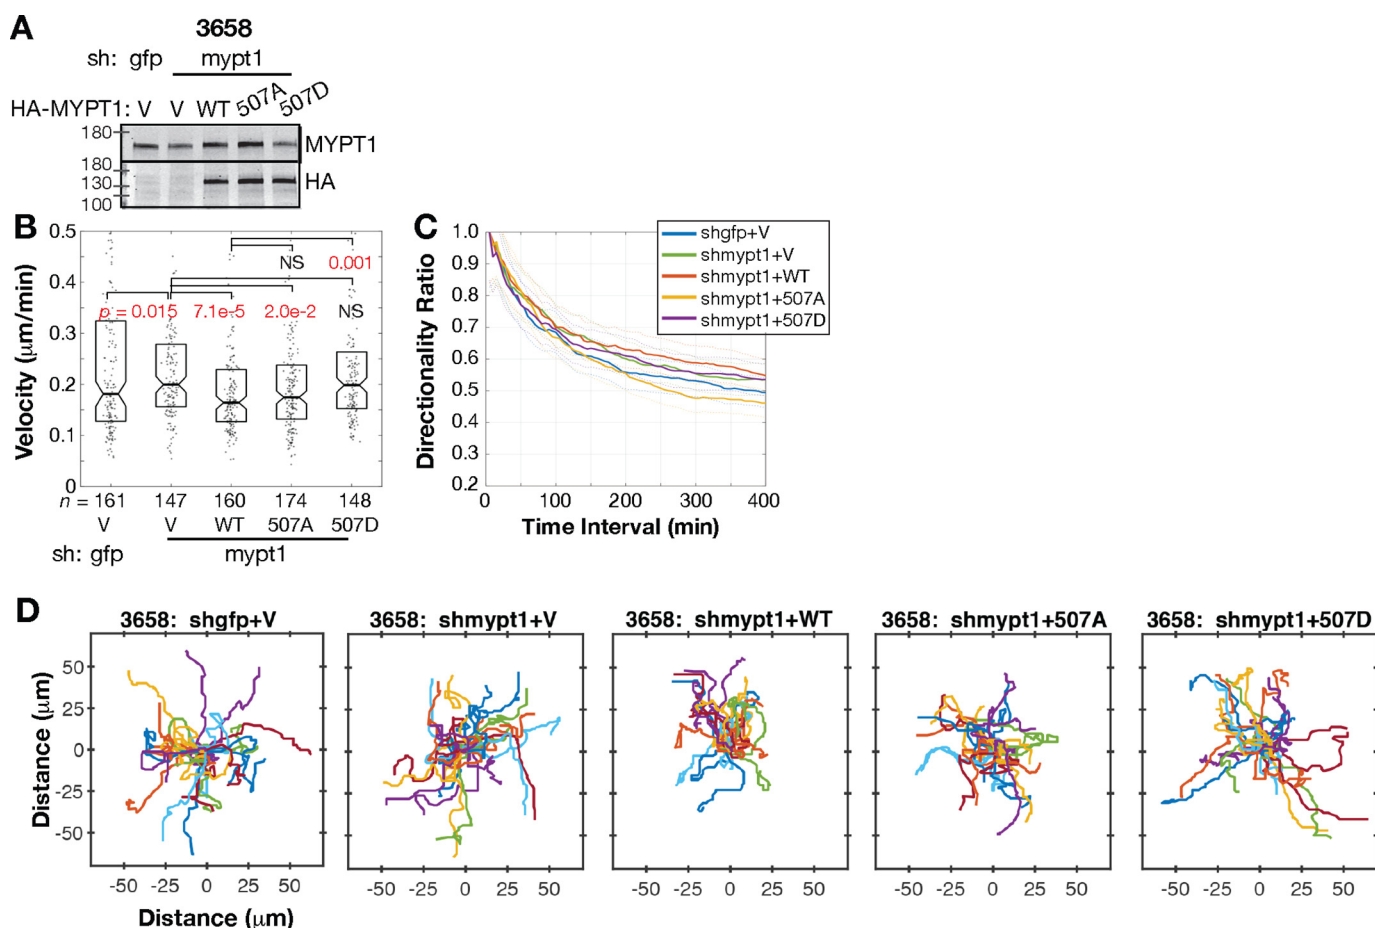 A
3658
sh: gfp mypt1
HA-MYPT1: V V WT 507A 507D
180
MYPT1
180
130
100
HA
B
Velocity (μm/min)
0.5
0.4
0.3
0.2
0.1
0
NS 0.001
p = 0.015 7.1e-5 2.0e-2 NS
n = 161 147 160 174 148
V V WT 507A 507D
sh: gfp mypt1
C
Directionality Ratio
1.0
0.9
0.8
0.7
0.6
0.5
0.4
0.3
0.2
0 100 200 300 400
Time Interval (min)
shgfp+V
shmypt1+V
shmypt1+WT
shmypt1+507A
shmypt1+507D
D
3658: shgfp+V 3658: shmypt1+V 3658: shmypt1+WT 3658: shmypt1+507A 3658: shmypt1+507D
Distance (μm)
50
25
0
-25
-50
-50 -25 0 25 50 -50 -25 0 25 50 -50 -25 0 25 50 -50 -25 0 25 50 -50 -25 0 25 50
Distance (μm)